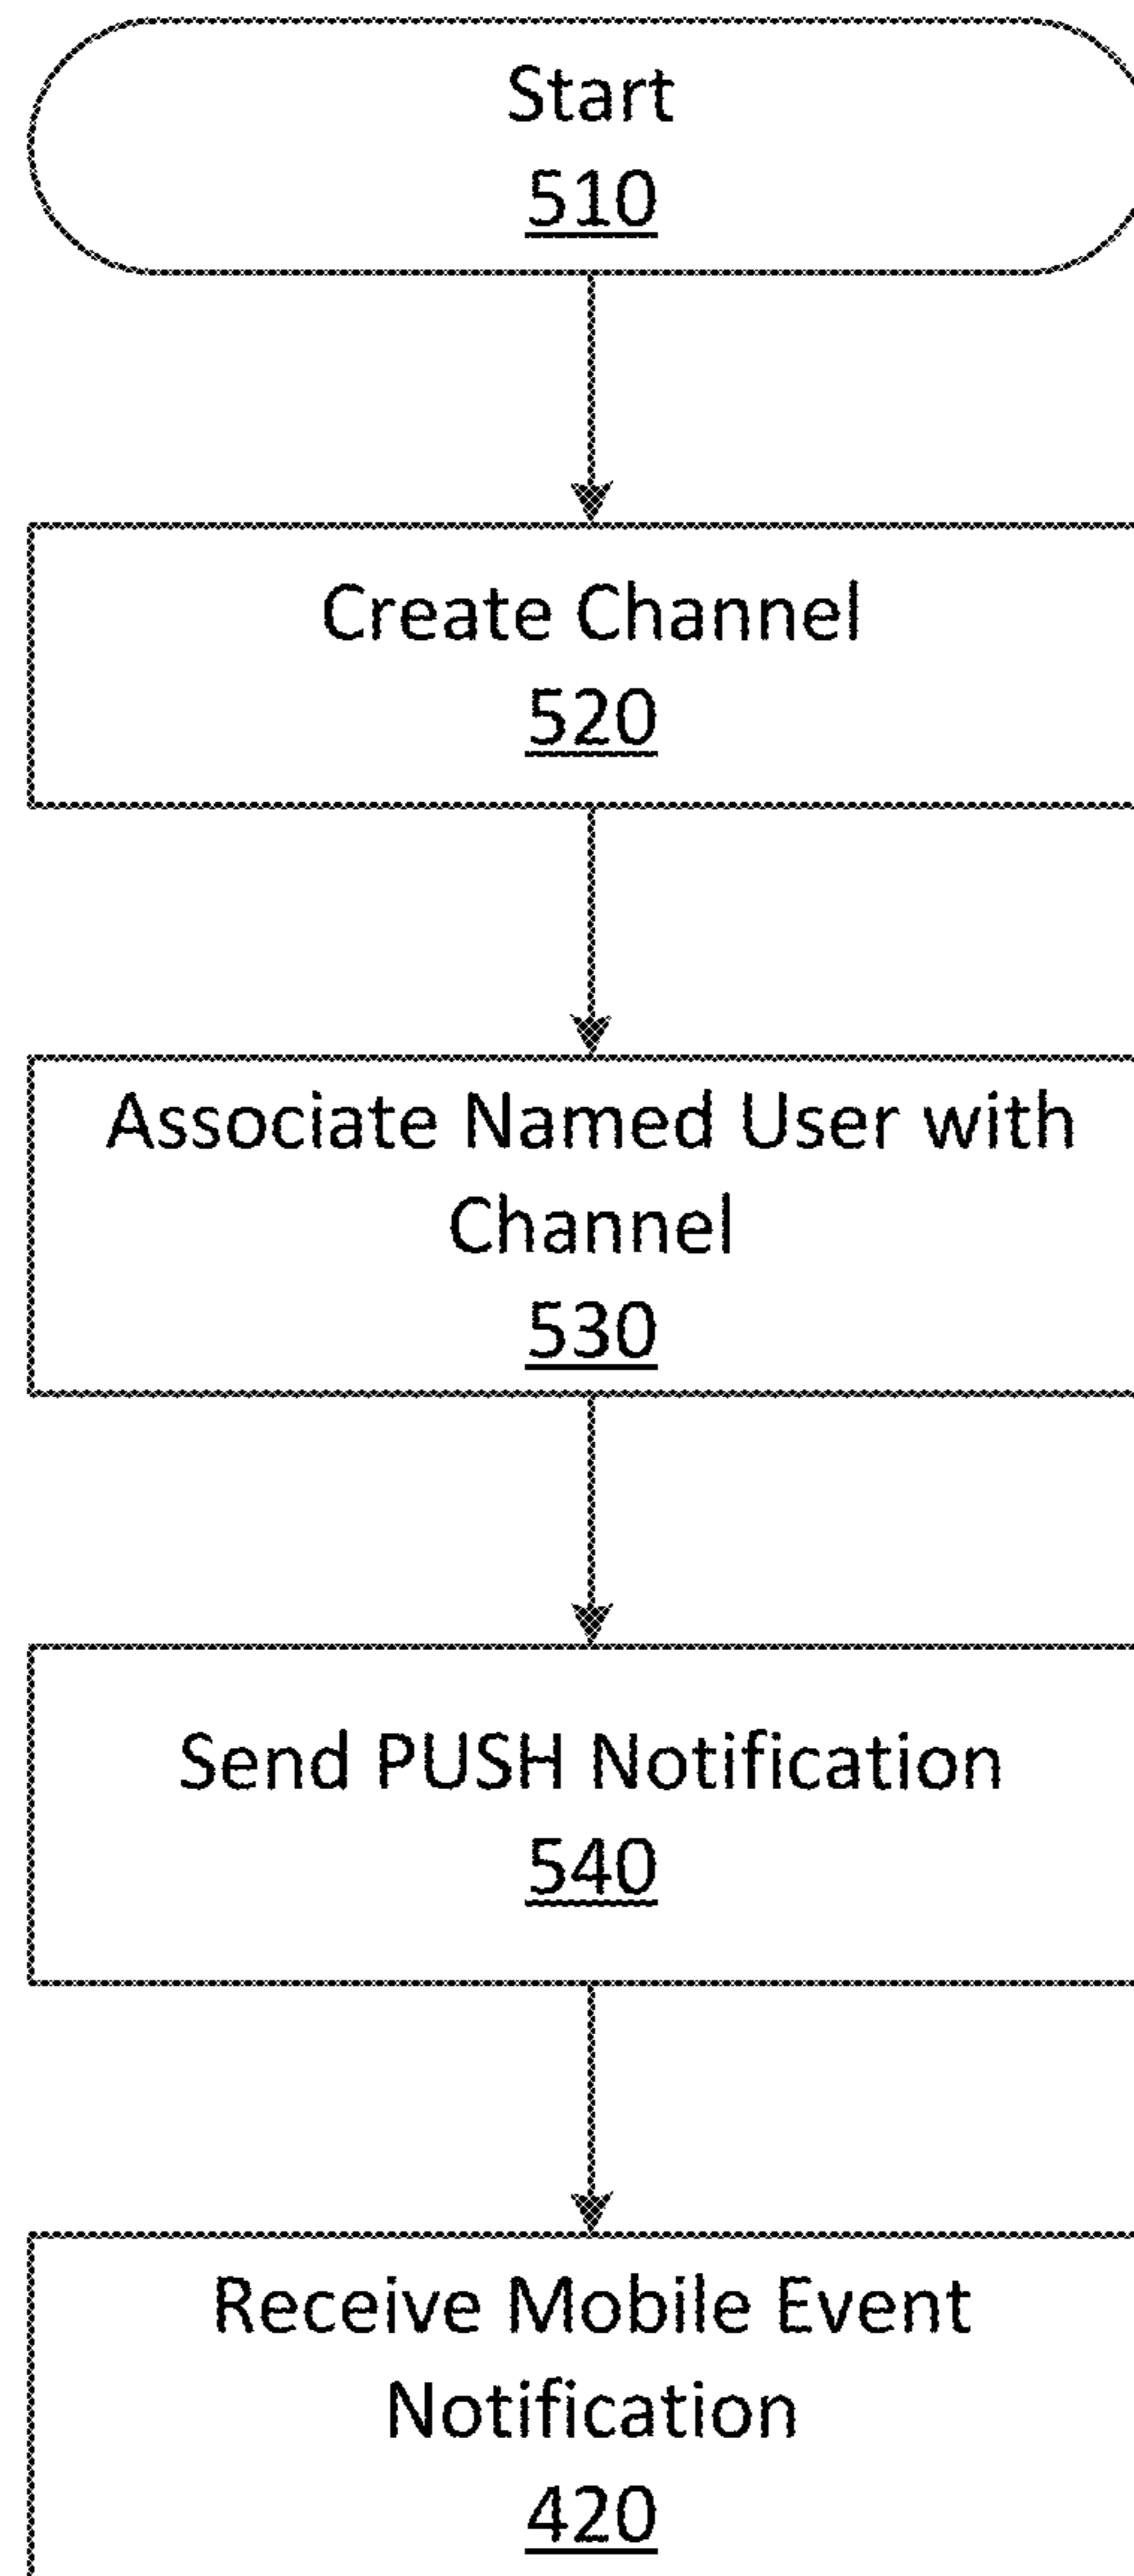 Start
510
Create Channel
520
Associate Named User with
Channel
530
Send PUSH Notification
540
Receive Mobile Event
Notification
420